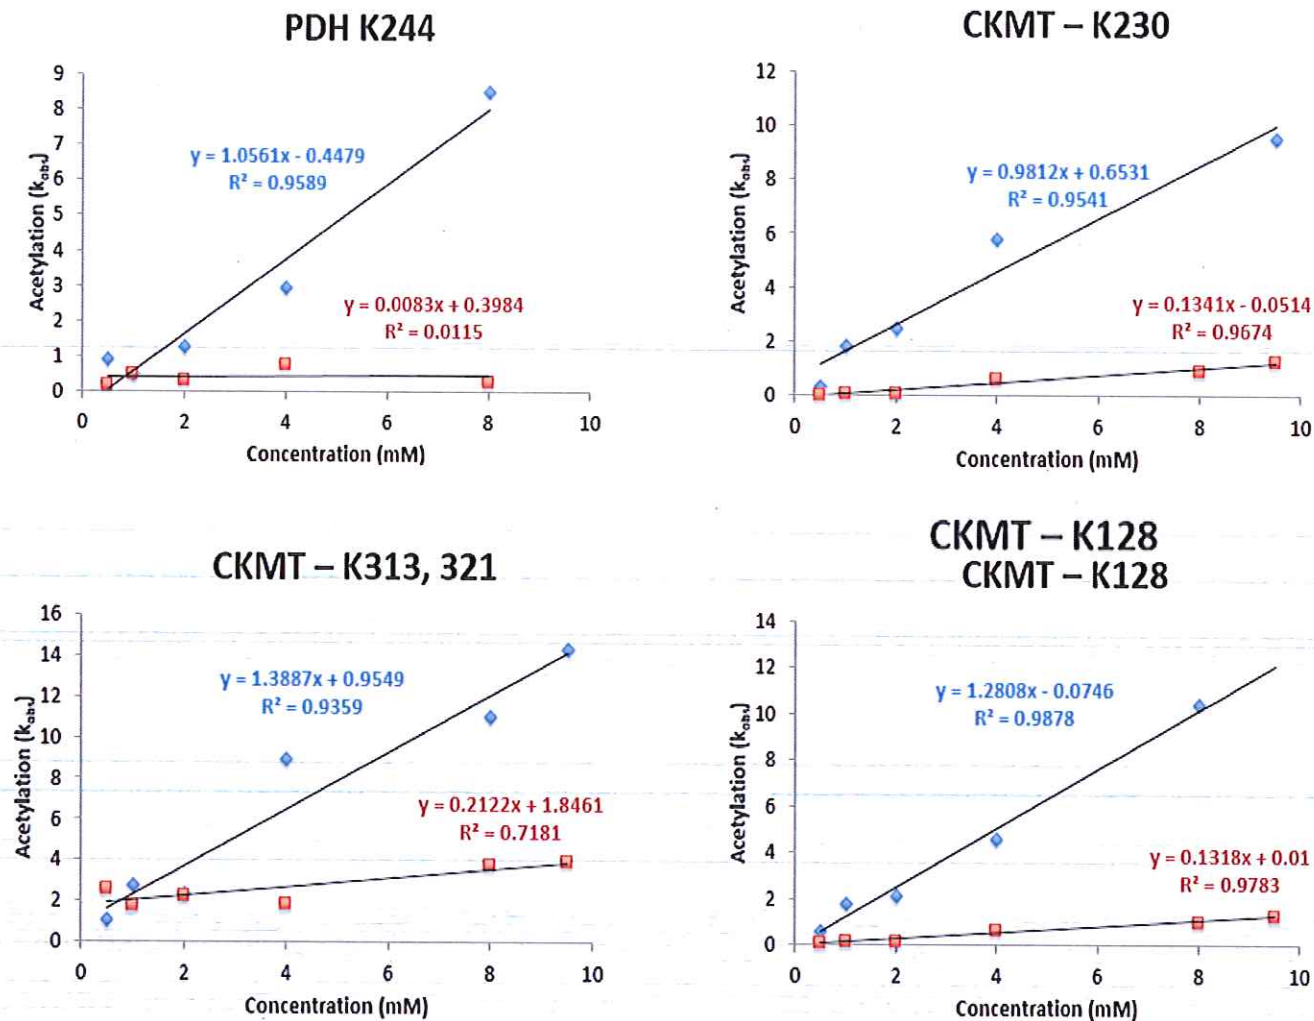 PDH K244
9
8
7
6
5
4
3
2
1
0
Acetylation (kobs)
y = 1.0561x - 0.4479
R² = 0.9589
y = 0.0083x + 0.3984
R² = 0.0115
0 2 4 6 8 10
Concentration (mM)
CKMT – K230
12
10
8
6
4
2
0
Acetylation (kobs)
y = 0.9812x + 0.6531
R² = 0.9541
y = 0.1341x - 0.0514
R² = 0.9674
0 2 4 6 8 10
Concentration (mM)
CKMT – K313, 321
16
14
12
10
8
6
4
2
0
Acetylation (kobs)
y = 1.3887x + 0.9549
R² = 0.9359
y = 0.2122x + 1.8461
R² = 0.7181
0 2 4 6 8 10
Concentration (mM)
CKMT – K128
CKMT – K128
14
12
10
8
6
4
2
0
Acetylation (kobs)
y = 1.2808x - 0.0746
R² = 0.9878
y = 0.1318x + 0.01
R² = 0.9783
0 2 4 6 8 10
Concentration (mM)